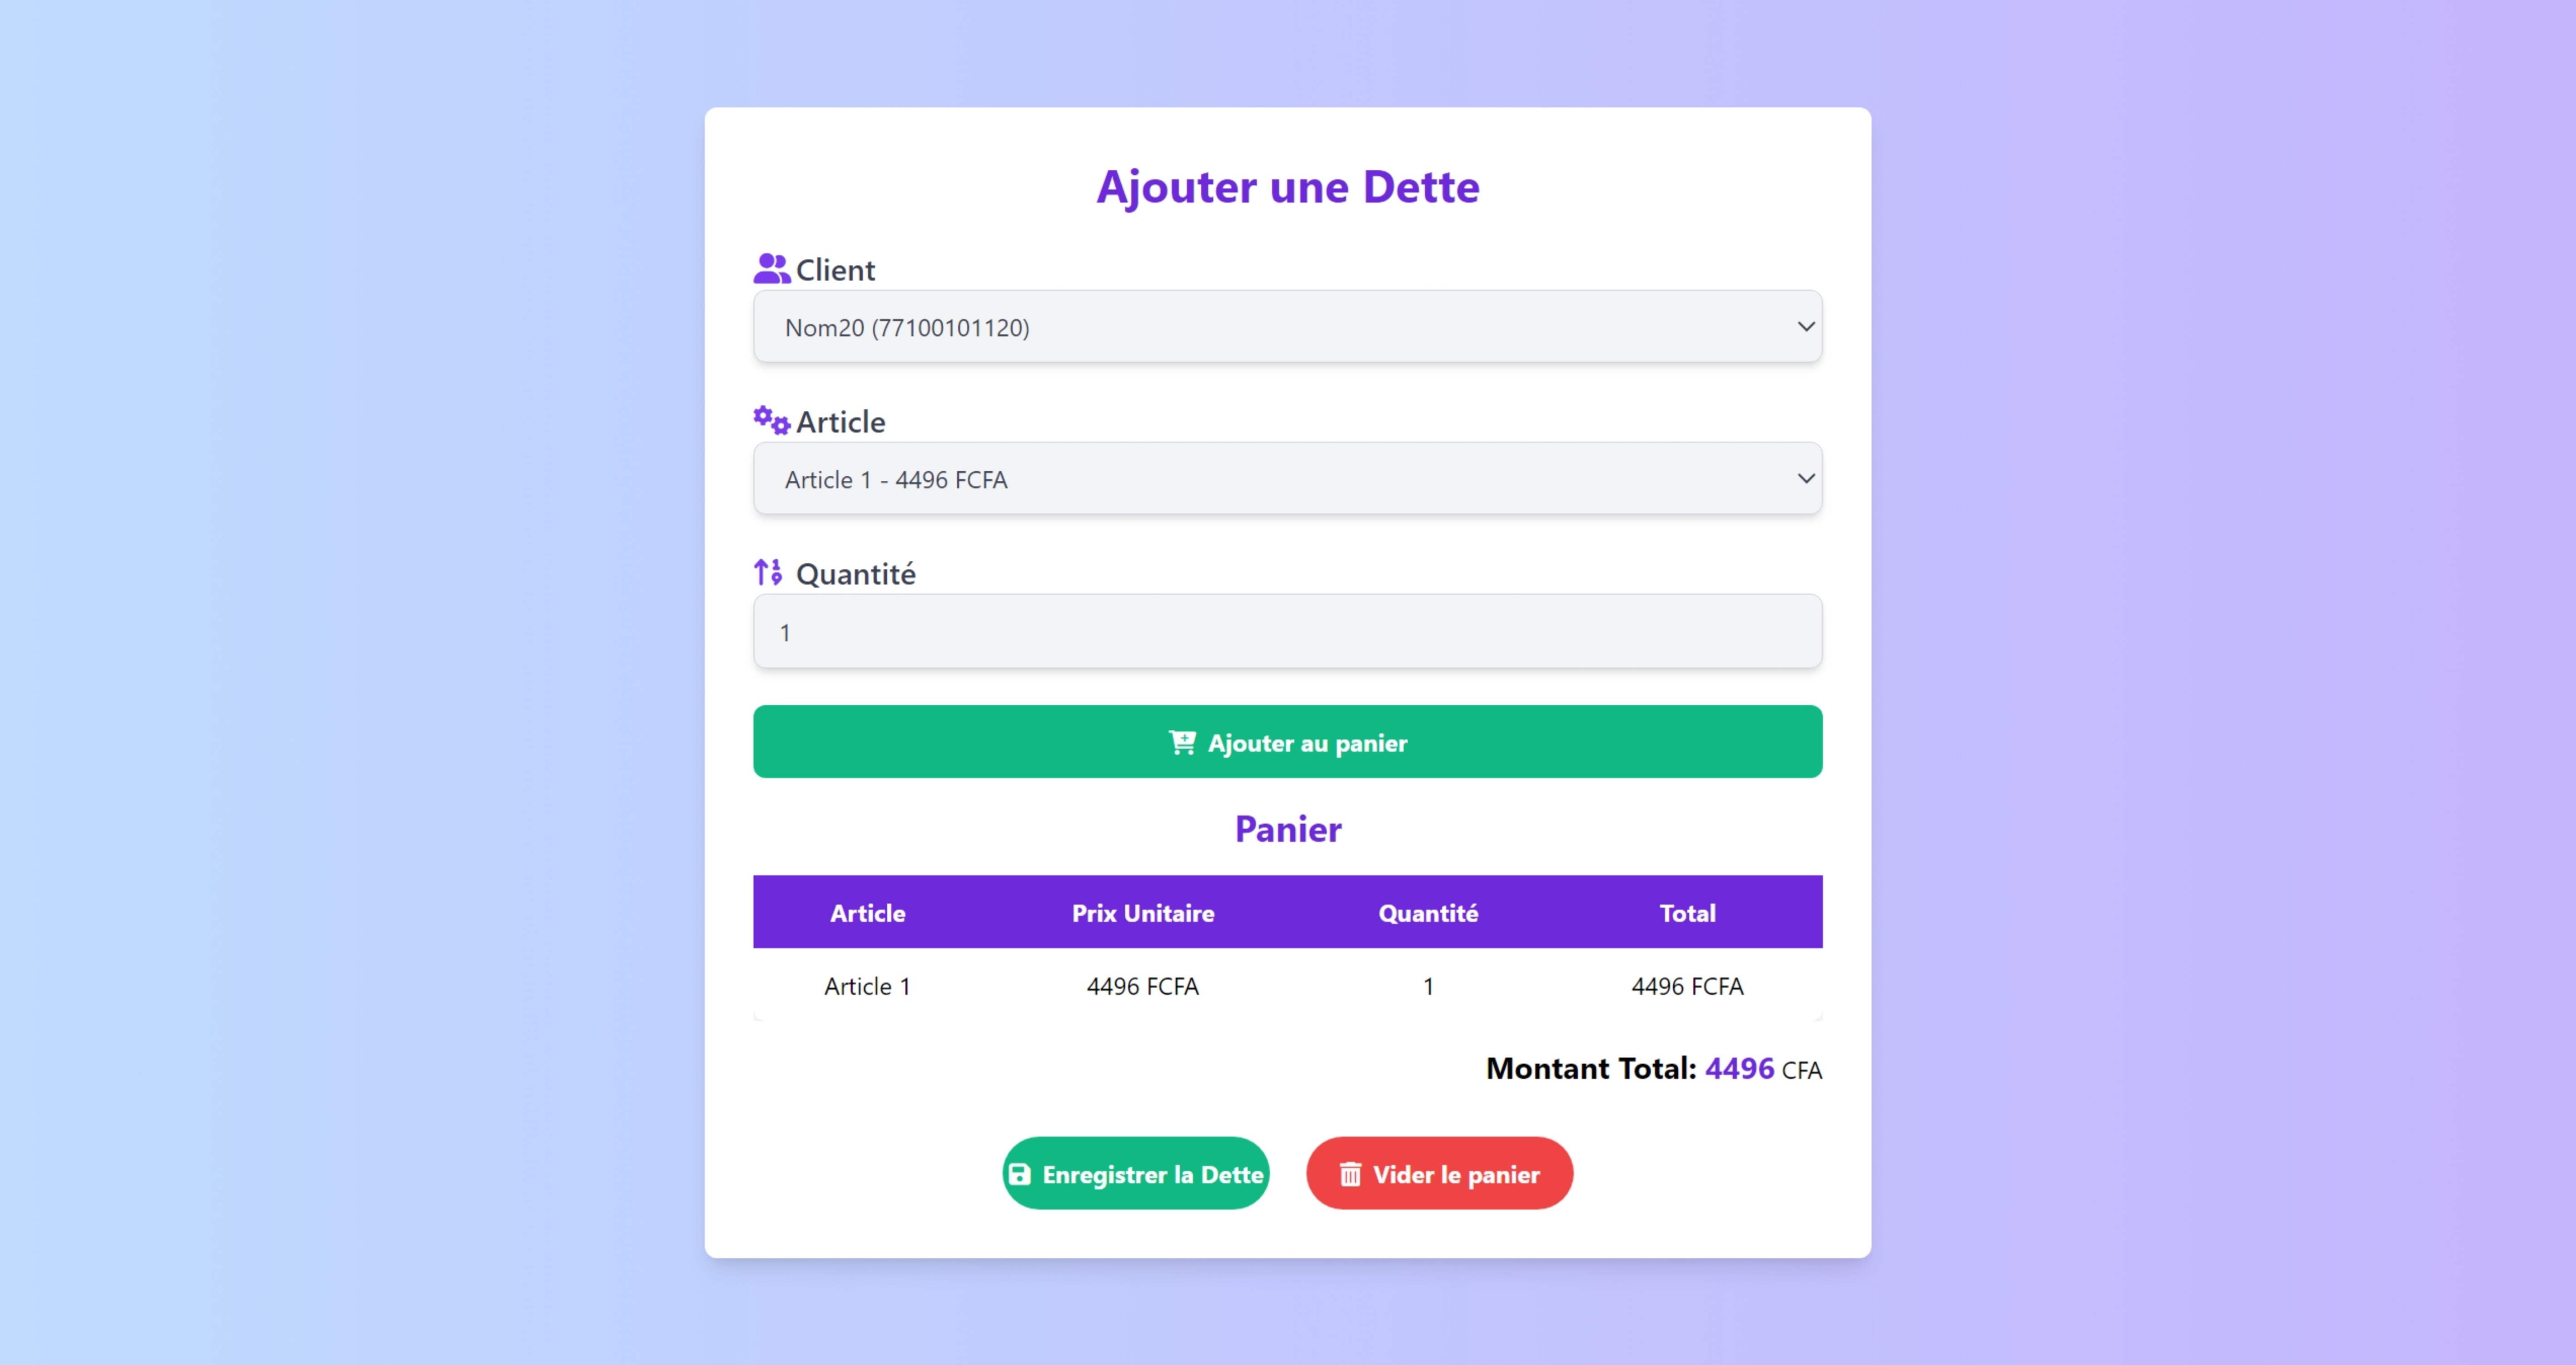 Ajouter une Dette
Client
Nom20 (77100101120)
Article
Article 1 - 4496 FCFA
Quantité
1
Ajouter au panier
Panier
Article Prix Unitaire Quantité Total
Article 1 4496 FCFA 1 4496 FCFA
Montant Total: 4496 CFA
Enregistrer la Dette Vider le panier